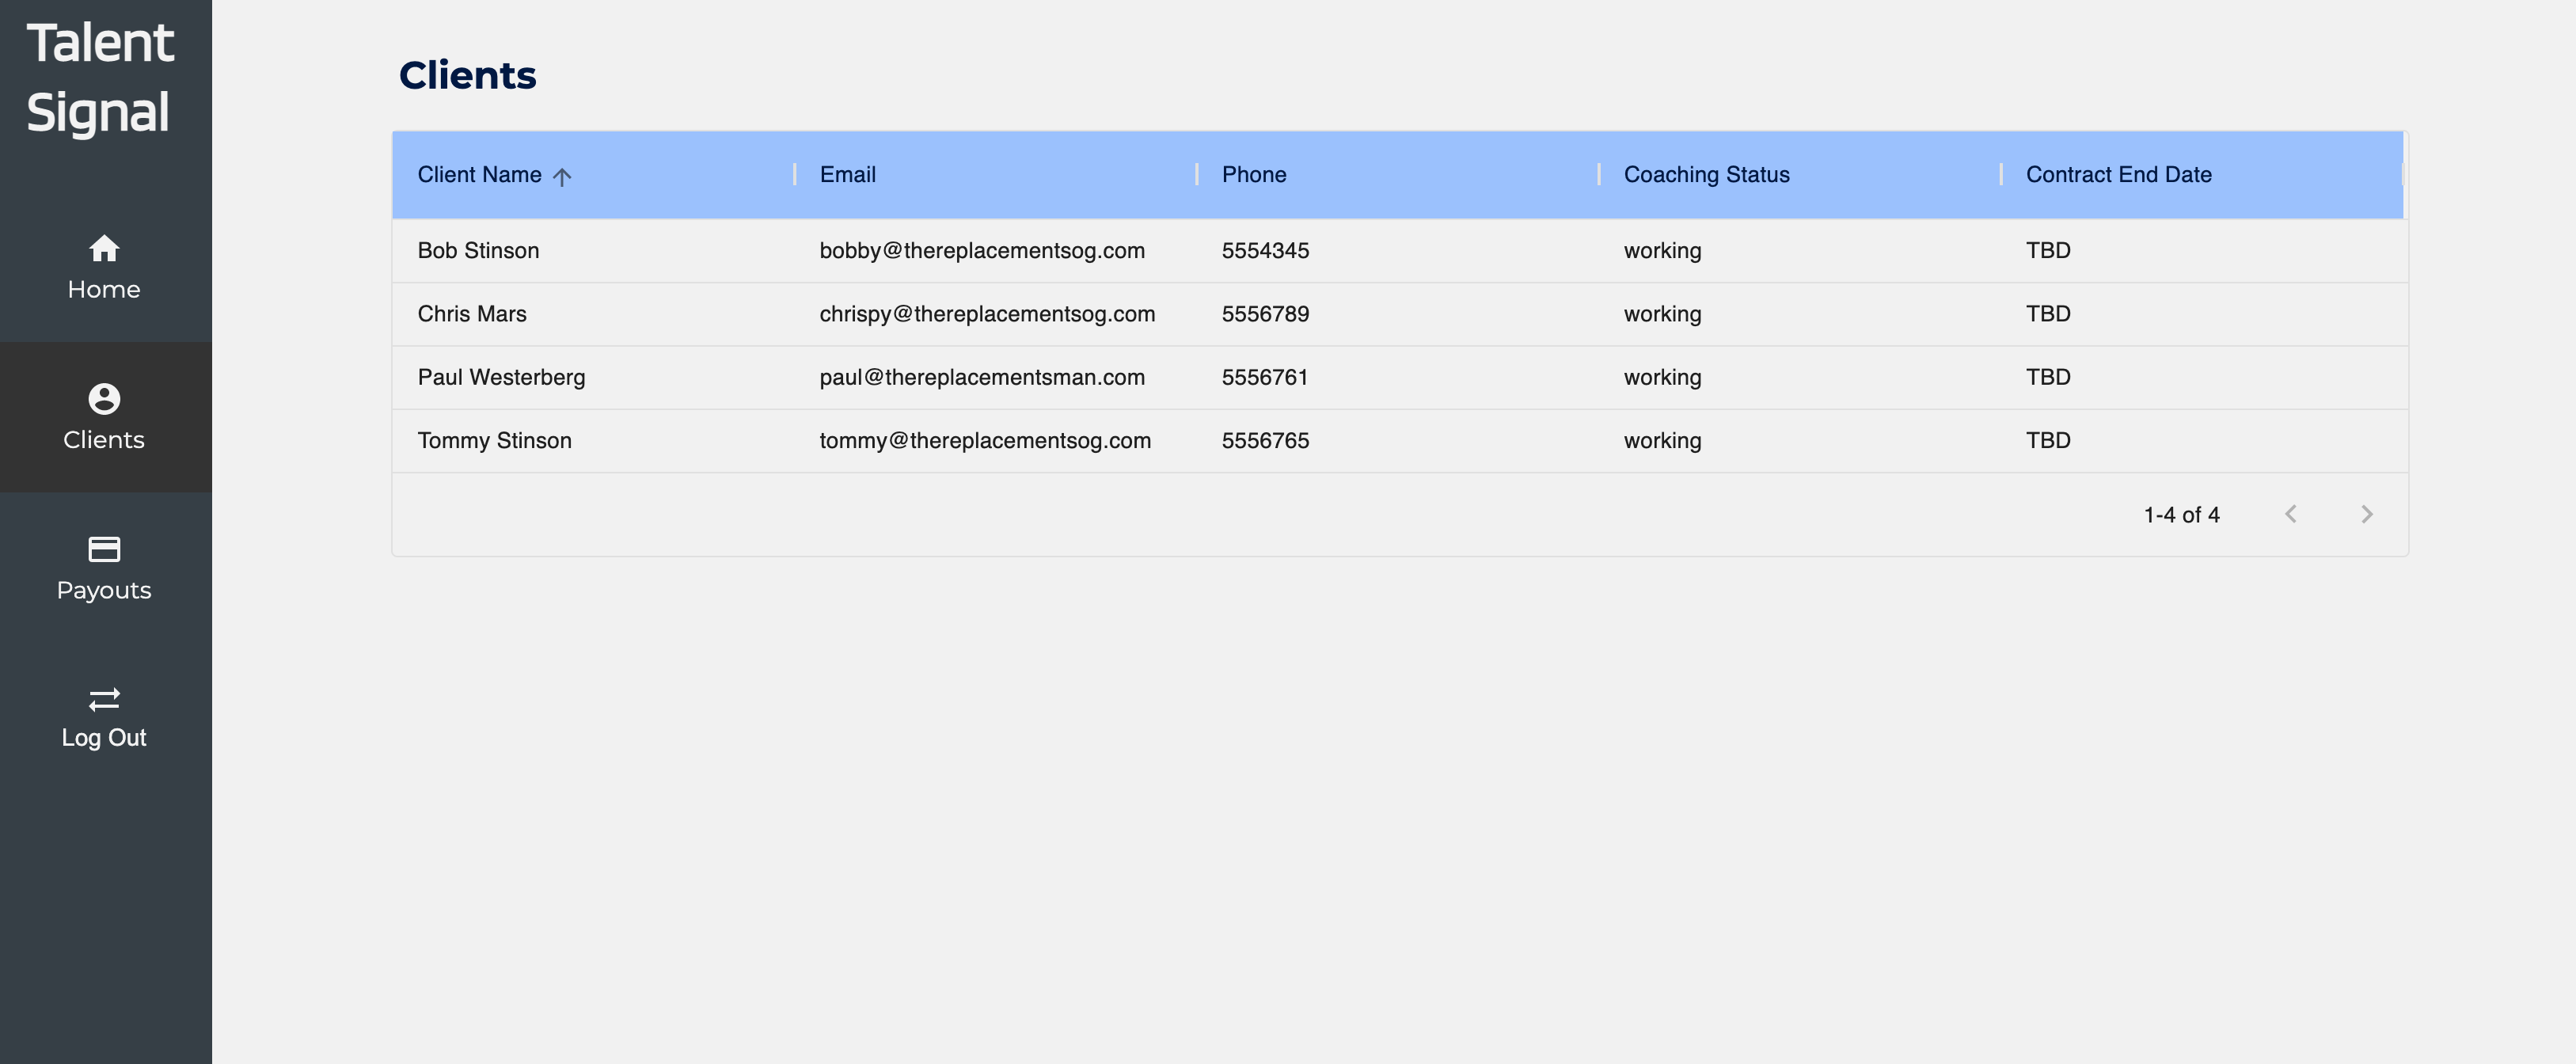 Talent
Signal
Home
Clients
Payouts
Log Out
Clients
Client Name Email Phone Coaching Status Contract End Date
Bob Stinson bobby@thereplacementsog.com 5554345 working TBD
Chris Mars chrispy@thereplacementsog.com 5556789 working TBD
Paul Westerberg paul@thereplacementsman.com 5556761 working TBD
Tommy Stinson tommy@thereplacementsog.com 5556765 working TBD
1-4 of 4